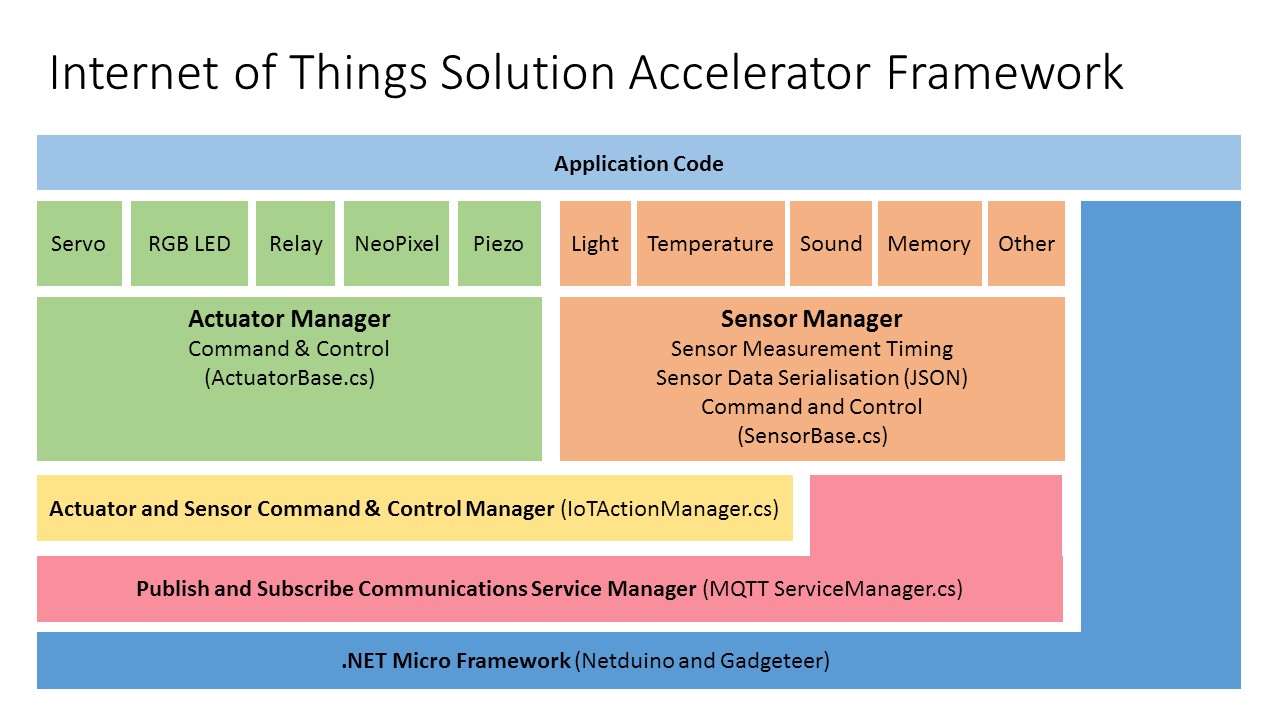 Internet of Things Solution Accelerator Framework
Application Code
Servo
RGB LED
Relay
NeoPixel
Piezo
Light
Temperature
Sound
Memory
Other
Actuator Manager
Command & Control
(ActuatorBase.cs)
Sensor Manager
Sensor Measurement Timing
Sensor Data Serialisation (JSON)
Command and Control
(SensorBase.cs)
Actuator and Sensor Command & Control Manager (IoTActionManager.cs)
Publish and Subscribe Communications Service Manager (MQTT ServiceManager.cs)
.NET Micro Framework (Netduino and Gadgeteer)